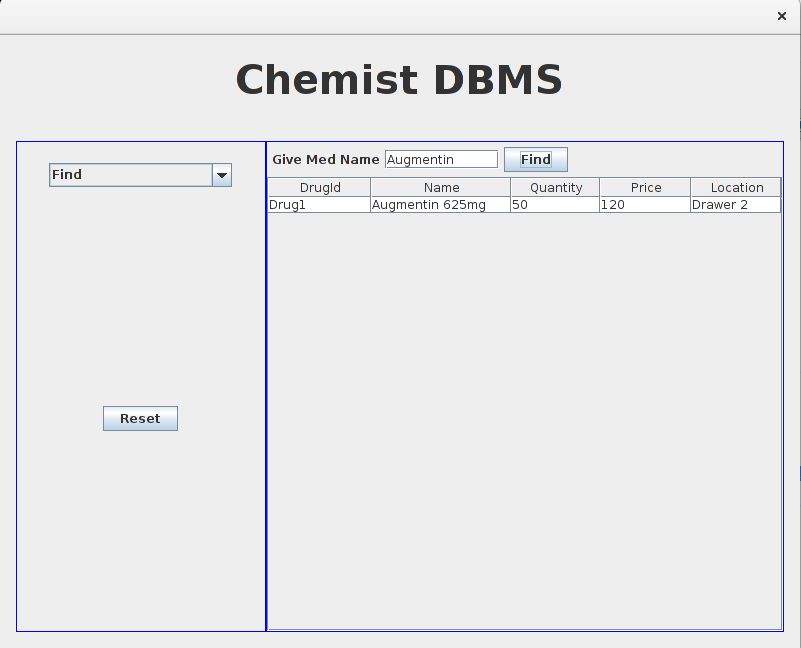 Chemist DBMS
Find
Reset
Give Med Name Augmentin Find
DrugId Name Quantity Price Location
Drug1 Augmentin 625mg 50 120 Drawer 2